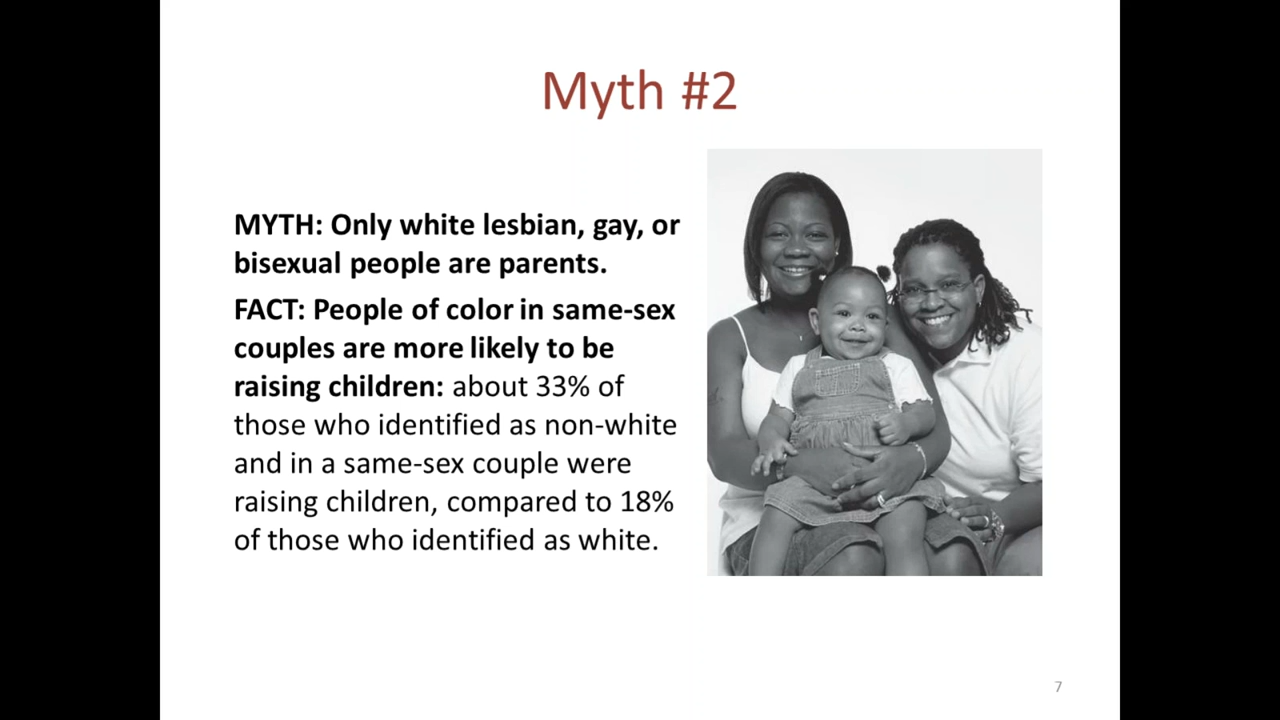 Myth #2
MYTH: Only white lesbian, gay, or
bisexual people are parents.
FACT: People of color in same-sex
couples are more likely to be
raising children: about 33% of
those who identified as non-white
and in a same-sex couple were
raising children, compared to 18%
of those who identified as white.
7